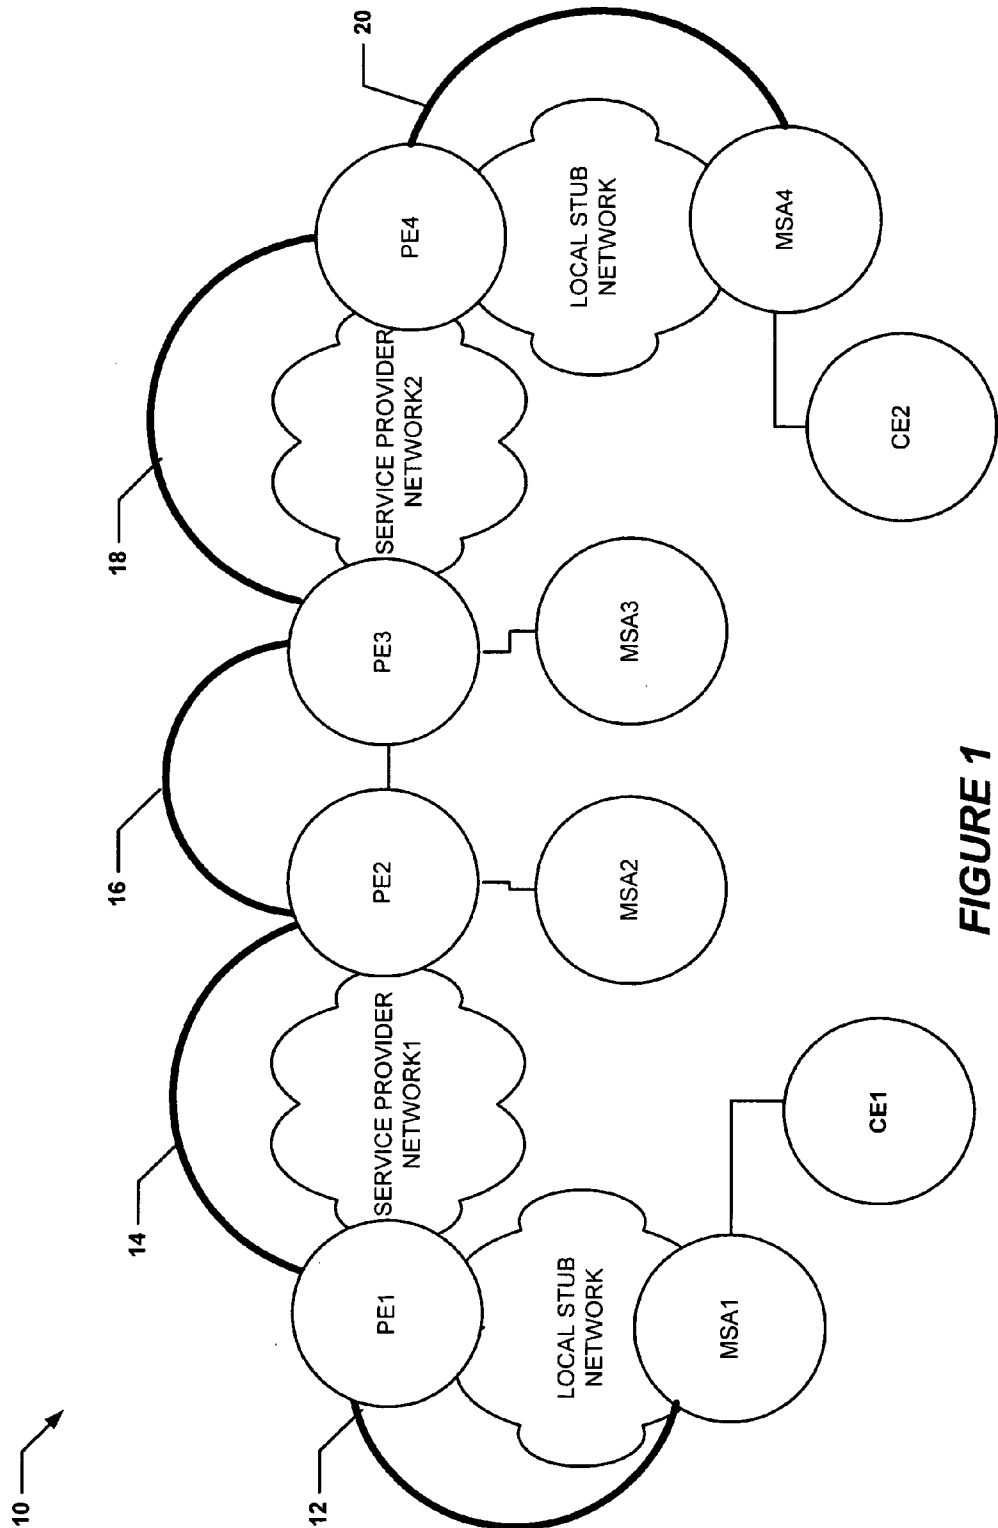 10
12
14
16
18
20
PE1
SERVICE PROVIDER
NETWORK1
PE2
PE3
SERVICE PROVIDER
NETWORK2
PE4
LOCAL STUB
NETWORK
LOCAL STUB
NETWORK
MSA1
MSA2
MSA3
MSA4
CE1
CE2
FIGURE 1